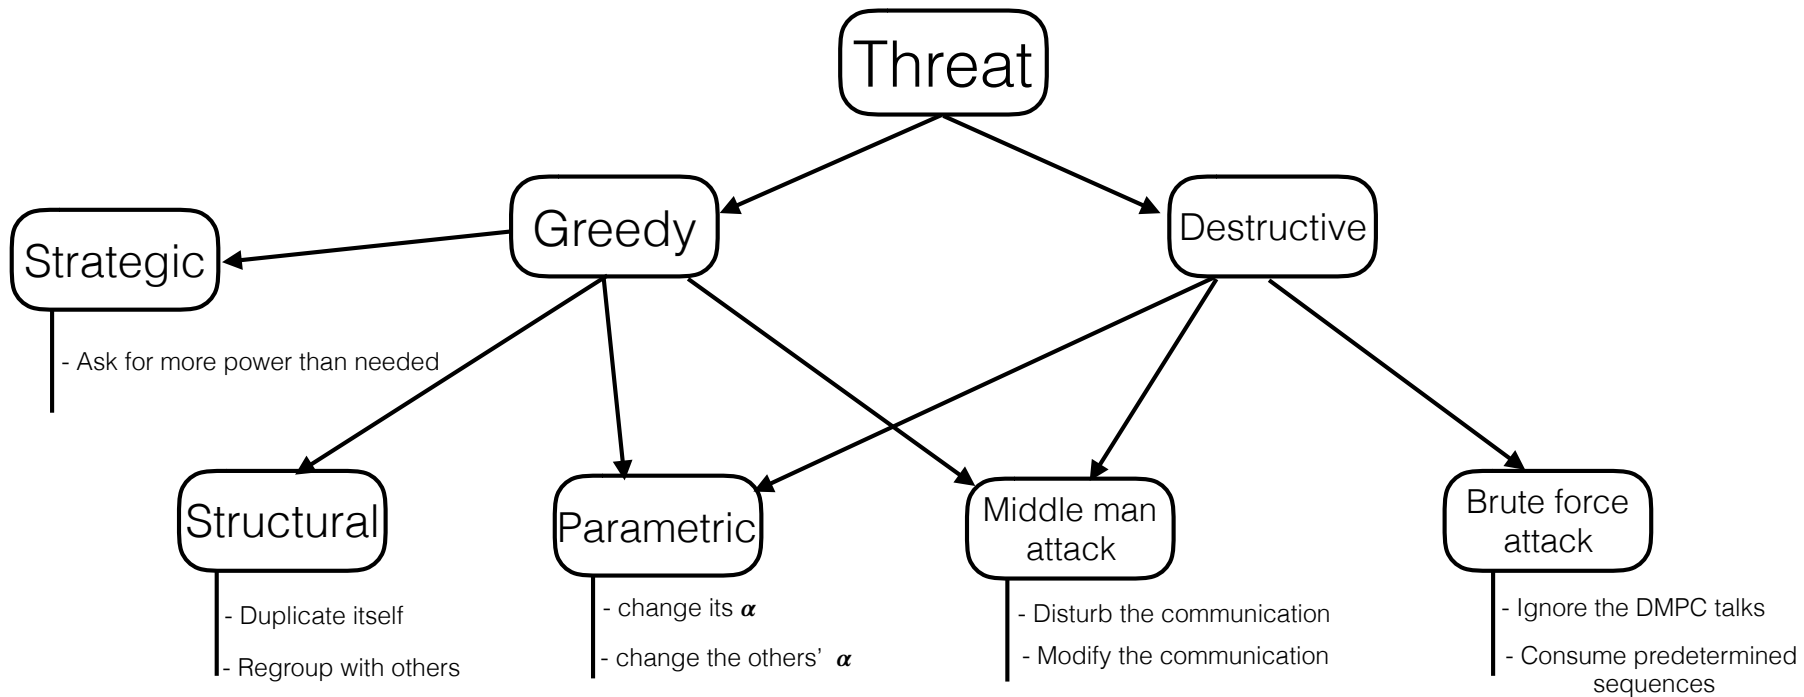 Threat
Greedy
Destructive
Strategic
- Ask for more power than needed
Structural
Parametric
Middle man
attack
Brute force
attack
- Duplicate itself
- Regroup with others
- change its α
- change the others’ α
- Disturb the communication
- Modify the communication
- Ignore the DMPC talks
- Consume predetermined
sequences